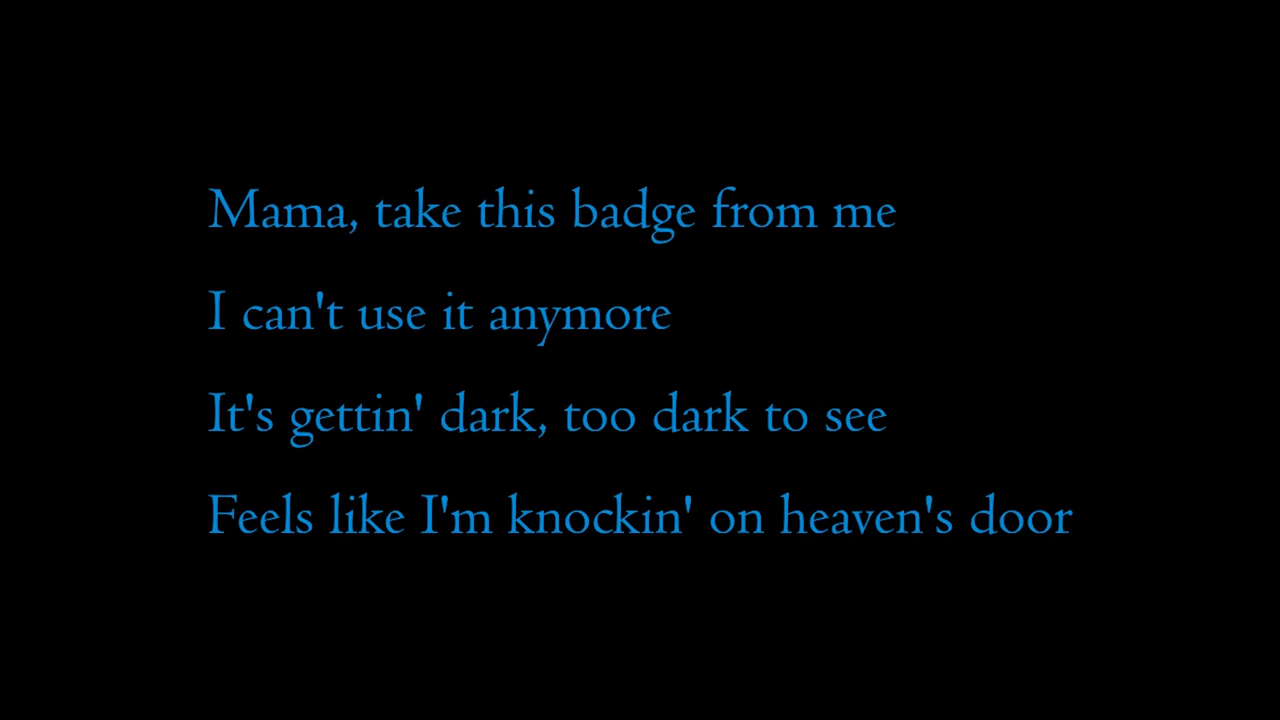 Mama, take this badge from me
I can't use it anymore
It's gettin' dark, too dark to see
Feels like I'm knockin' on heaven's door